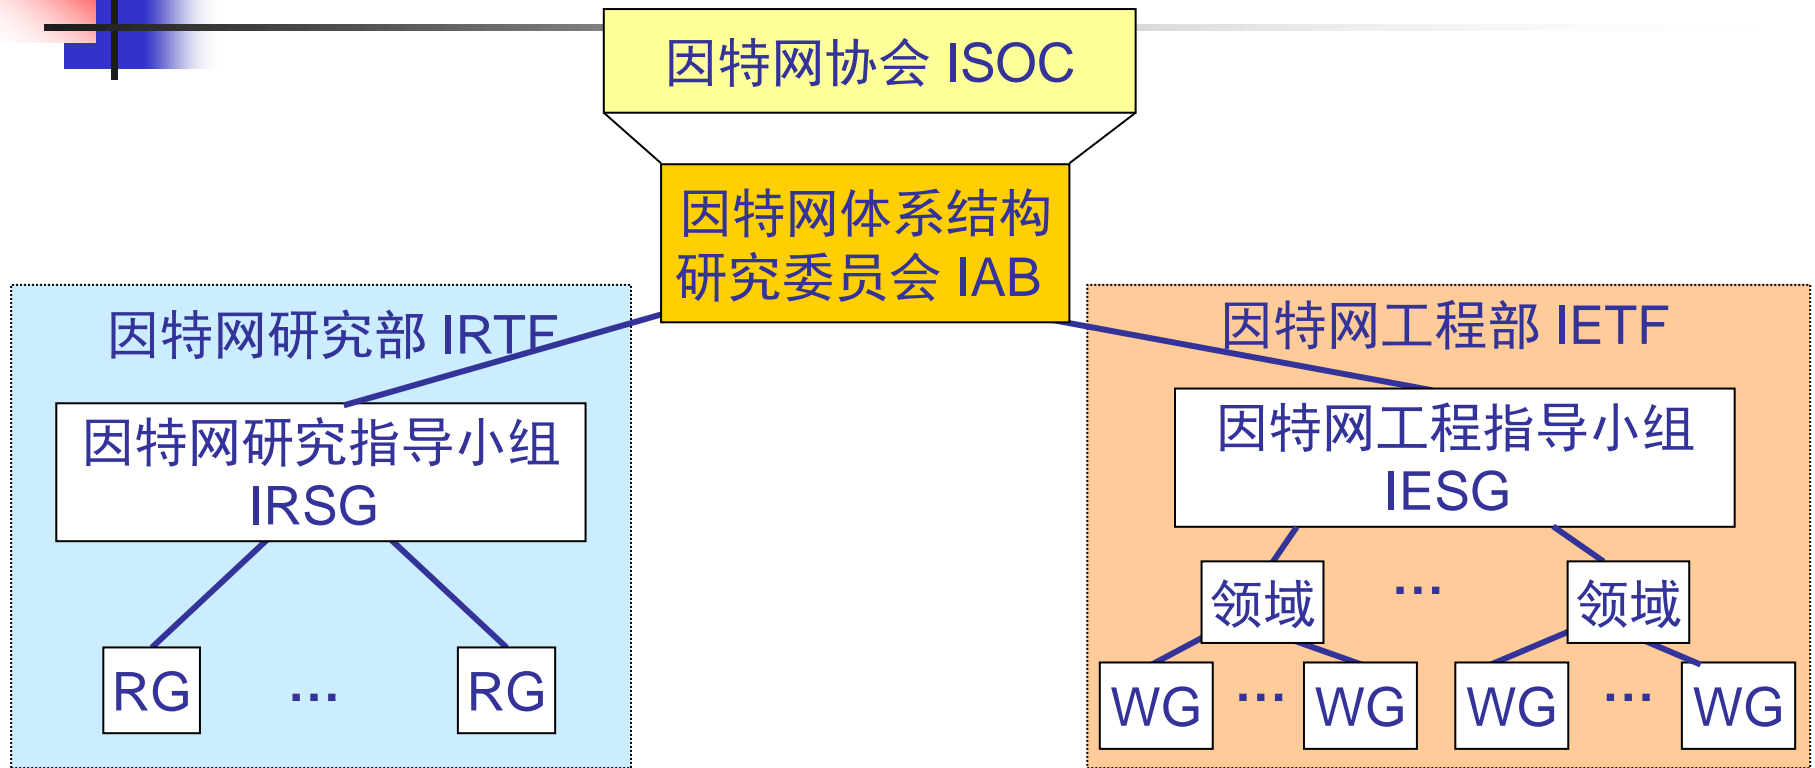 因特网协会 ISOC
因特网体系结构
研究委员会 IAB
因特网研究部 IRTF
因特网研究指导小组
IRSG
RG
…
RG
因特网工程部 IETF
因特网工程指导小组
IESG
领域
…
领域
WG
…
WG
WG
…
WG